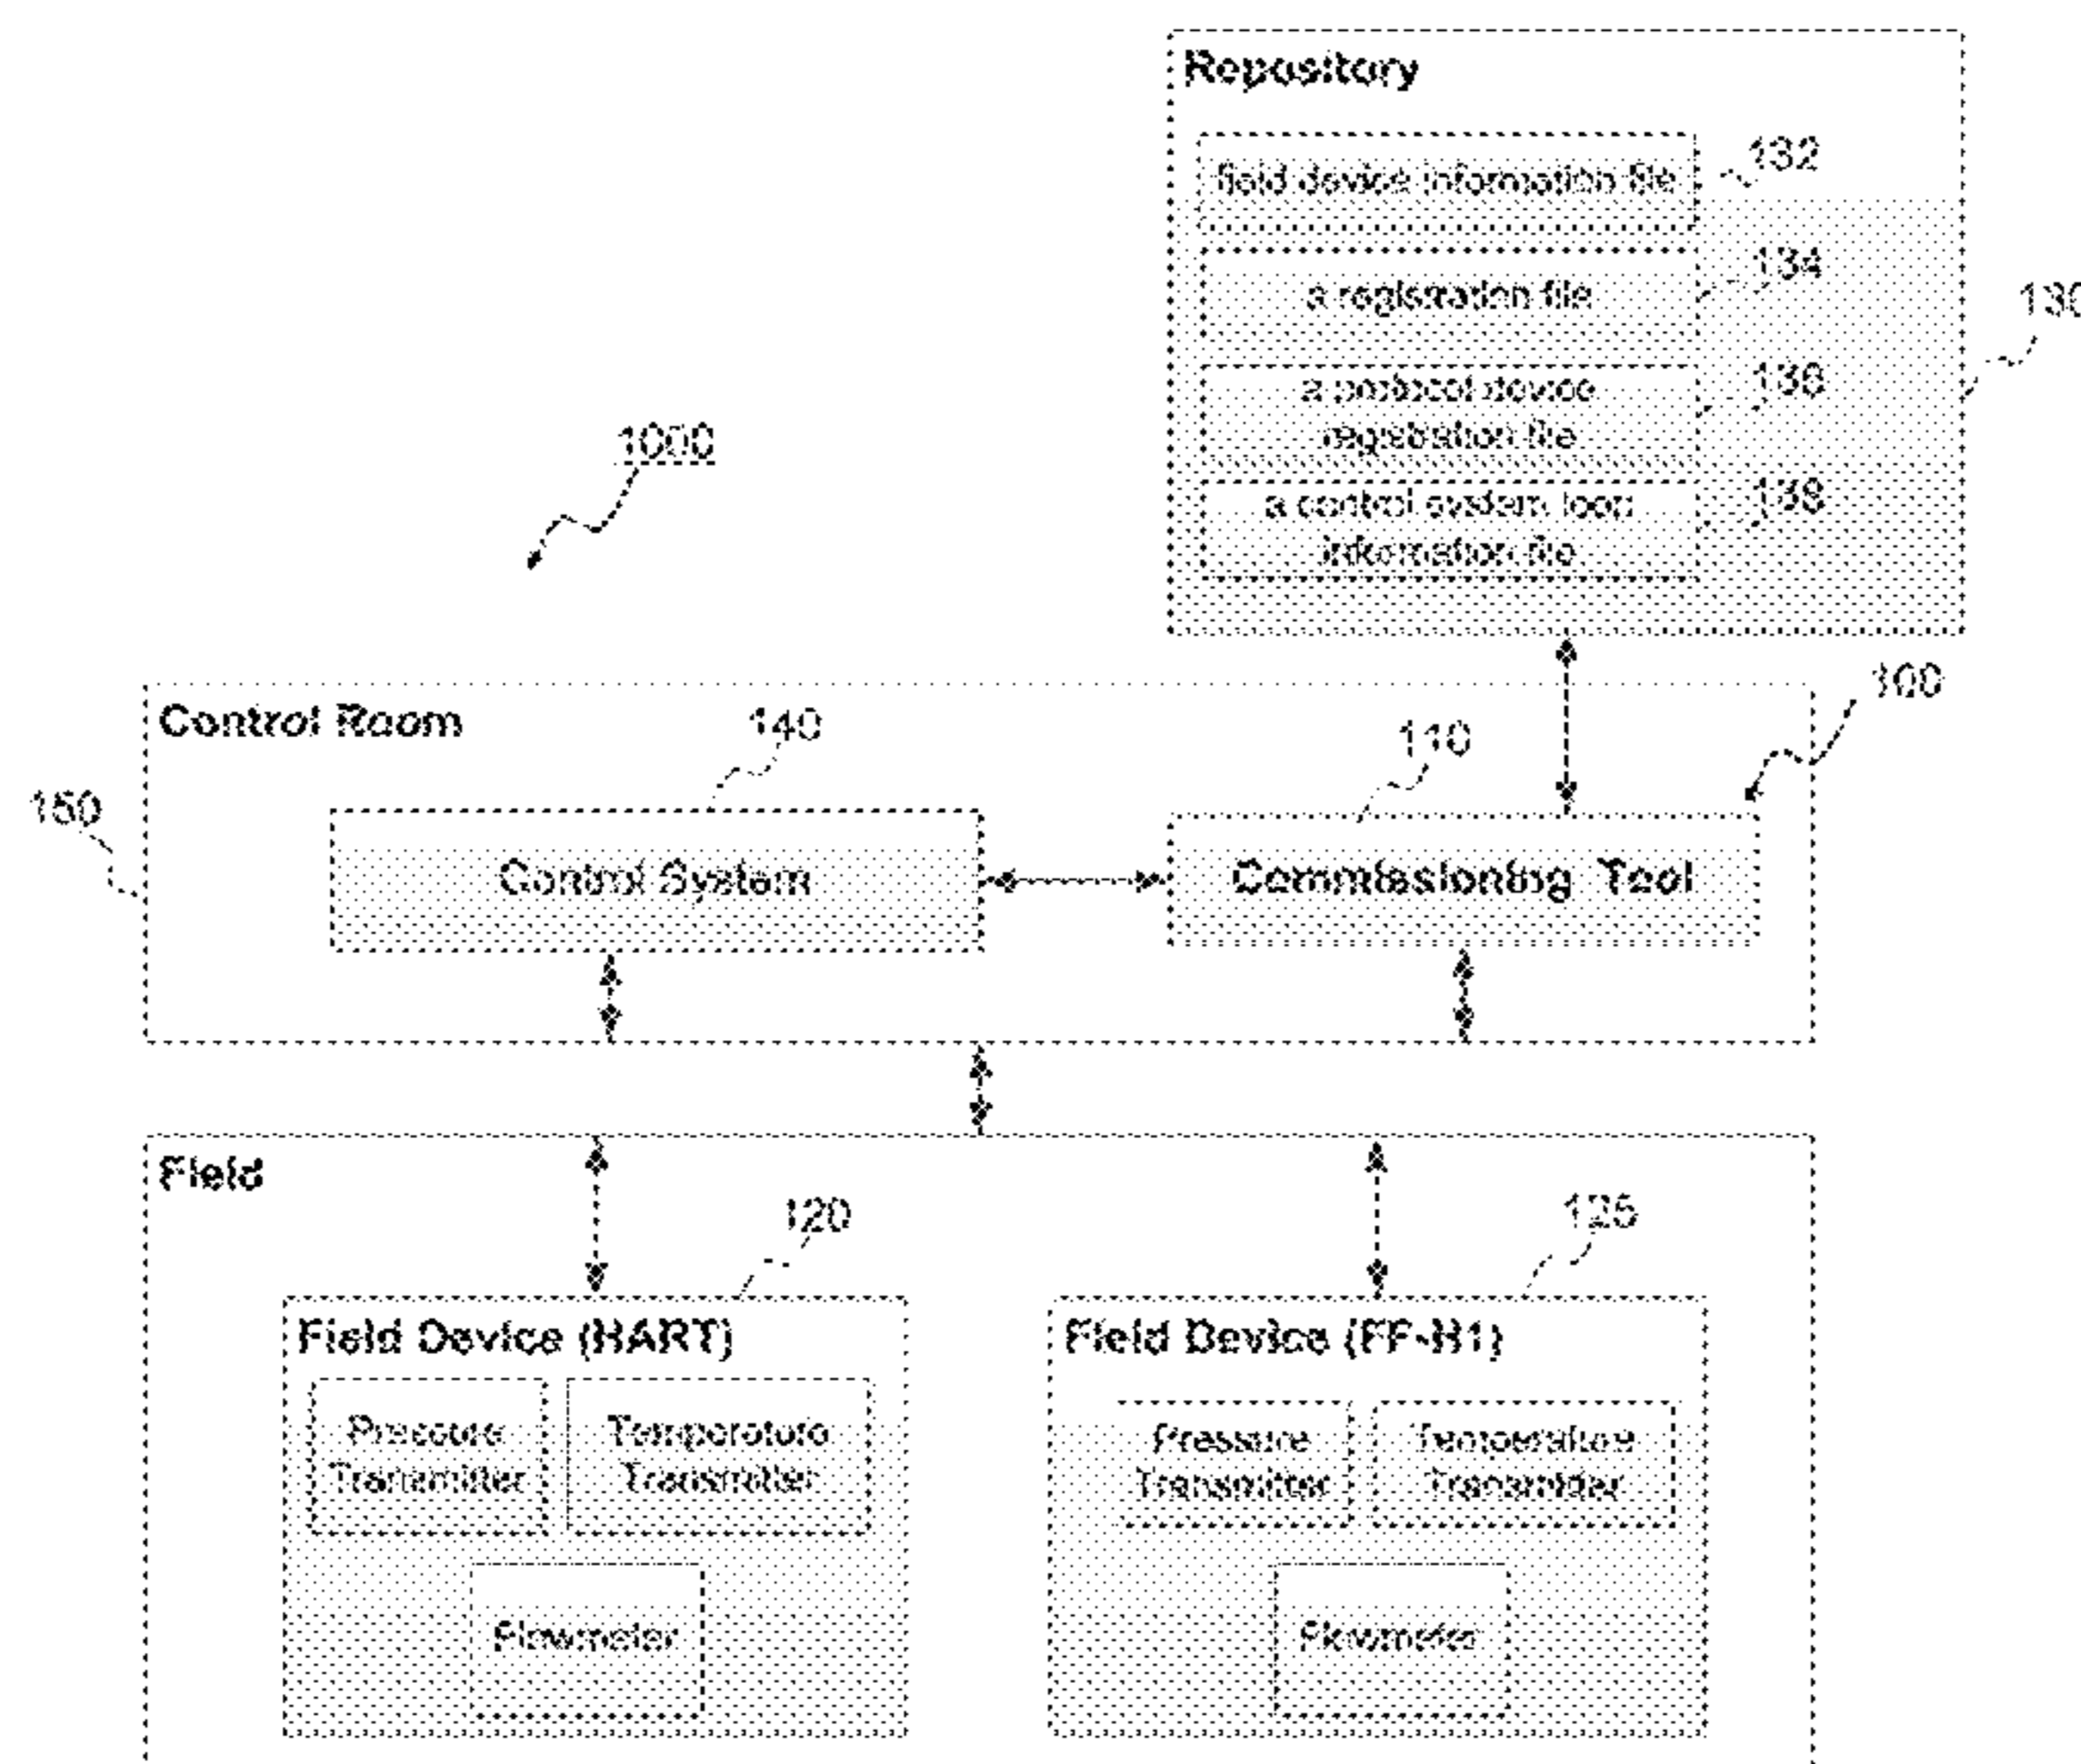 Repository
field device information file
132
a registration file
134
130
a protocol device
registration file
136
a control system loop
information file
138
1000
100
Control Room
140
110
150
Control System
Commissioning Tool
Field
120
125
Field Device (HART)
Field Device (FF-H1)
Pressure
Transmitter
Temperature
Transmitter
Pressure
Transmitter
Temperature
Transmitter
Flowmeter
Flowmeter